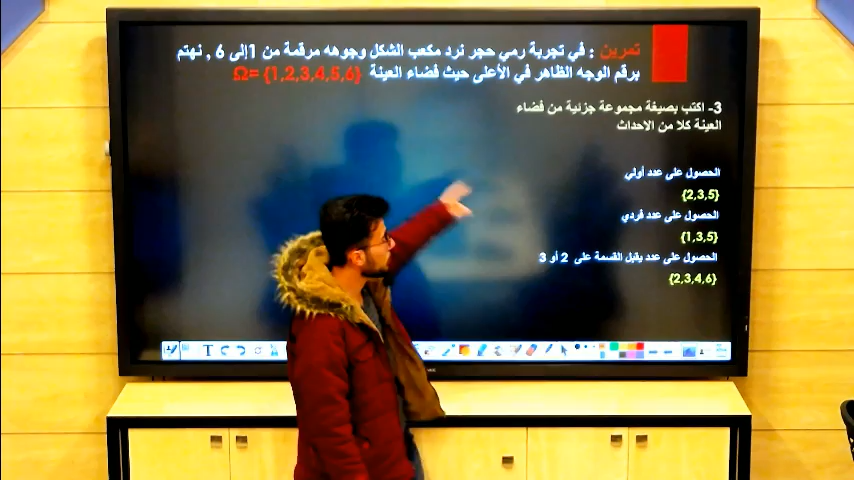 تمرين : في تجربة رمي حجر نرد مكعب الشكل وجوهه مرقمة من 1إلى 6 , نهتم
برقم الوجه الظاهر في الأعلى حيث فضاء العينة Ω= {1,2,3,4,5,6}
3- اكتب بصيغة مجموعة جزئية من فضاء
العينة كلا من الاحداث
الحصول على عدد أولي
{2,3,5}
الحصول على عدد فردي
{1,3,5}
الحصول على عدد يقبل القسمة على 2 أو 3
{2,3,4,6}